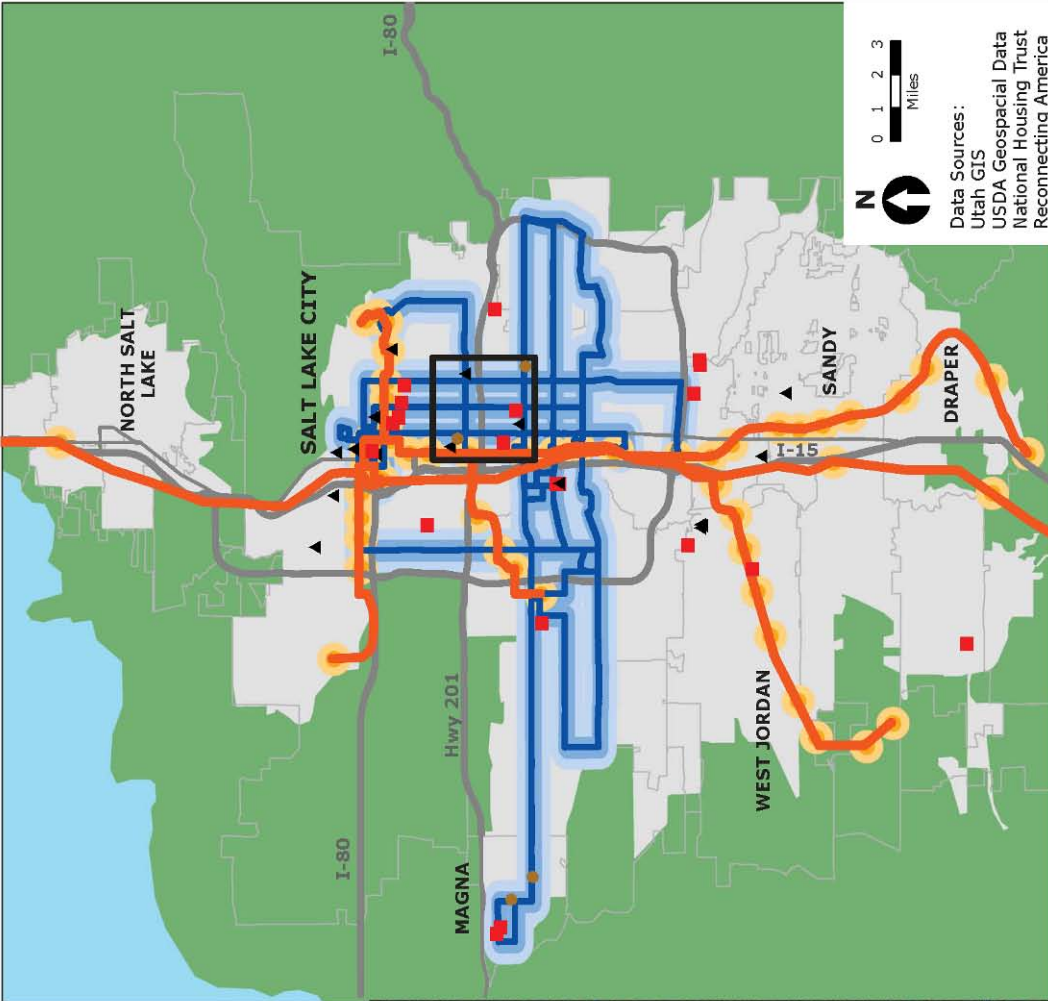 I-80
NORTH SALT
LAKE
SALT LAKE CITY
I-80
Hwy 201
MAGNA
I-15
SANDY
WEST JORDAN
DRAPER
N
0 1 2 3
Miles
Data Sources:
Utah GIS
USDA Geospacial Data
National Housing Trust
Reconnecting America